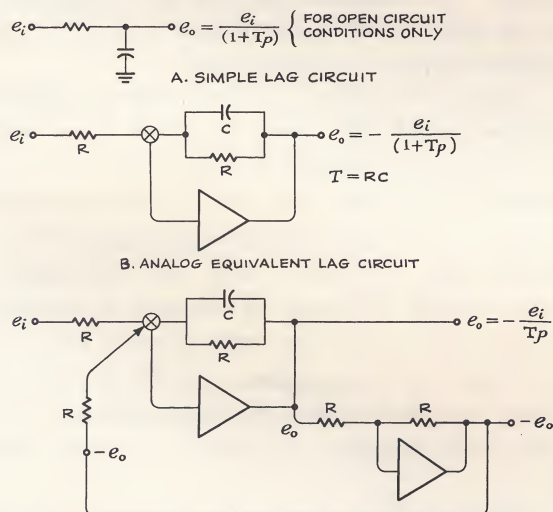 eᵢ
e₀ = eᵢ / (1+Tp) { FOR OPEN CIRCUIT CONDITIONS ONLY
A. SIMPLE LAG CIRCUIT
C
eᵢ R R e₀ = − eᵢ / (1+Tp)
T = RC
B. ANALOG EQUIVALENT LAG CIRCUIT
C
eᵢ R R e₀ = − eᵢ / Tp
R
e₀ R R −e₀
−e₀